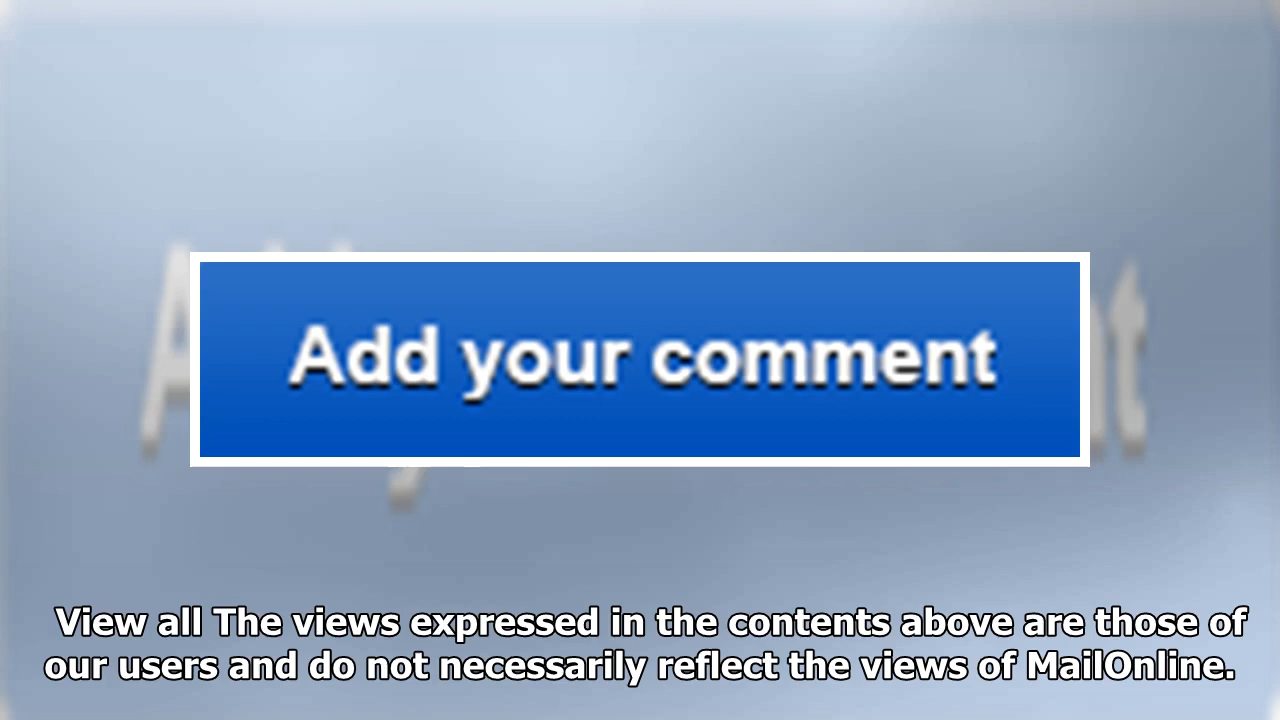 Add your comment
View all The views expressed in the contents above are those of
our users and do not necessarily reflect the views of MailOnline.